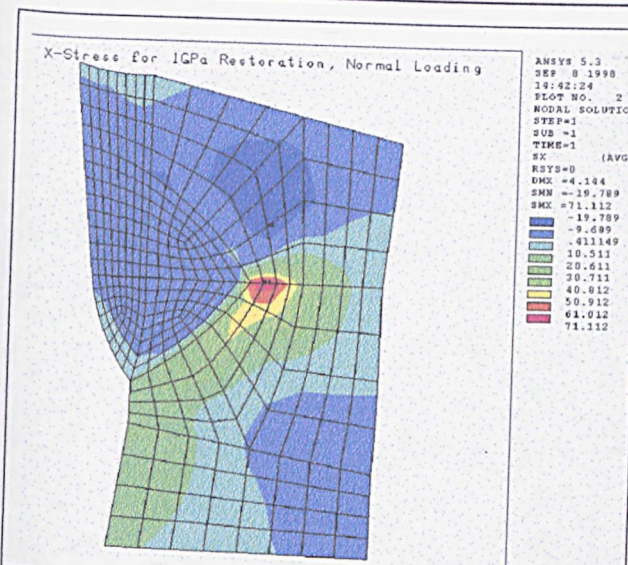 X-Stress for 1GPa Restoration, Normal Loading
ANSYS 5.3
SEP 8 1998
14:42:24
PLOT NO. 2
NODAL SOLUTIO
STEP=1
SUB =1
TIME=1
SX (AVG
RSYS=0
DMX =4.144
SMN =-19.789
SMX =71.112
-19.789
-9.689
.411149
10.511
20.611
30.711
40.812
50.912
61.012
71.112